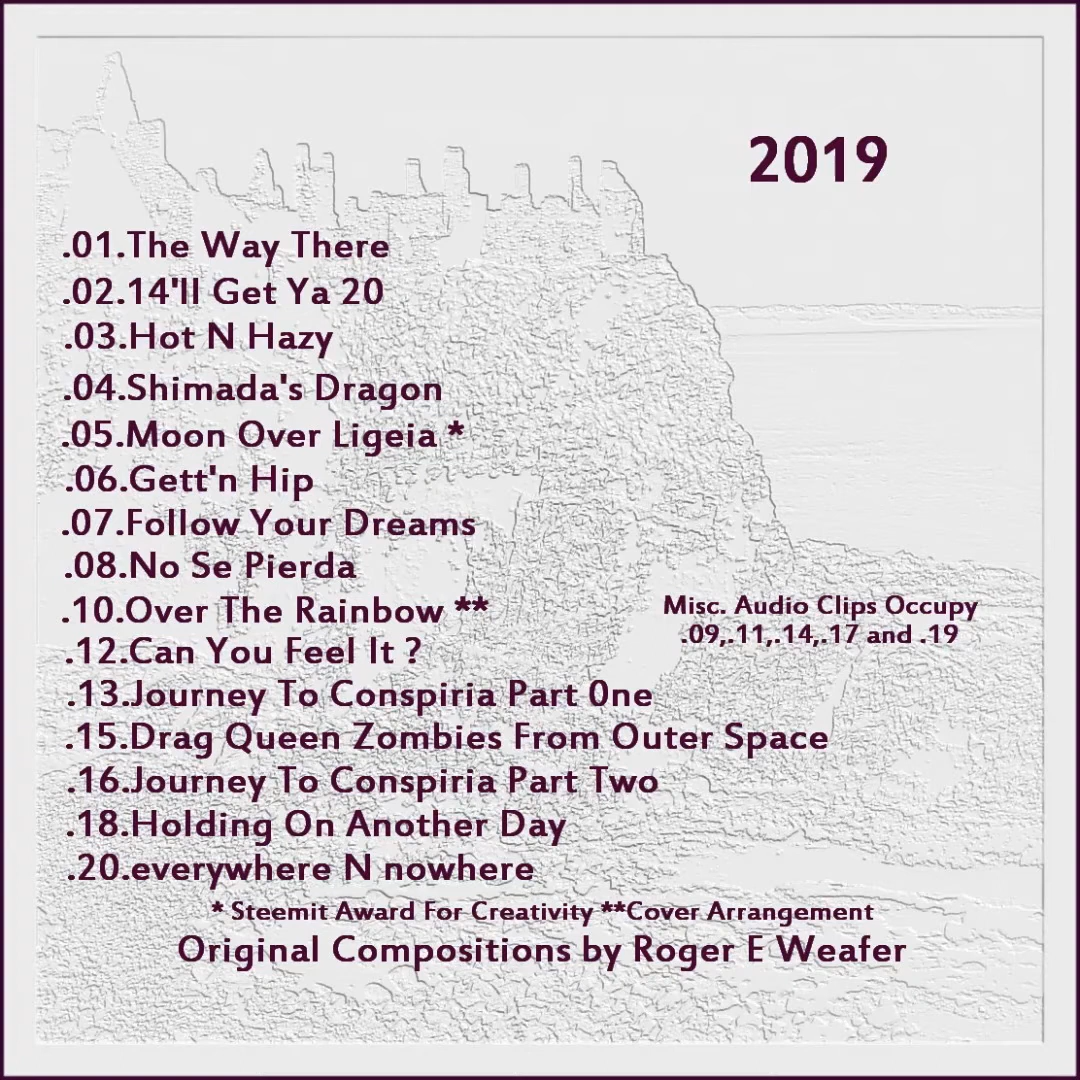 2019
.01.The Way There
.02.14'll Get Ya 20
.03.Hot N Hazy
.04.Shimada's Dragon
.05.Moon Over Ligeia *
.06.Gett'n Hip
.07.Follow Your Dreams
.08.No Se Pierda
.10.Over The Rainbow **
Misc. Audio Clips Occupy
.09,.11,.14,.17 and .19
.12.Can You Feel It ?
.13.Journey To Conspiria Part 0ne
.15.Drag Queen Zombies From Outer Space
.16.Journey To Conspiria Part Two
.18.Holding On Another Day
.20.everywhere N nowhere
* Steemit Award For Creativity **Cover Arrangement
Original Compositions by Roger E Weafer